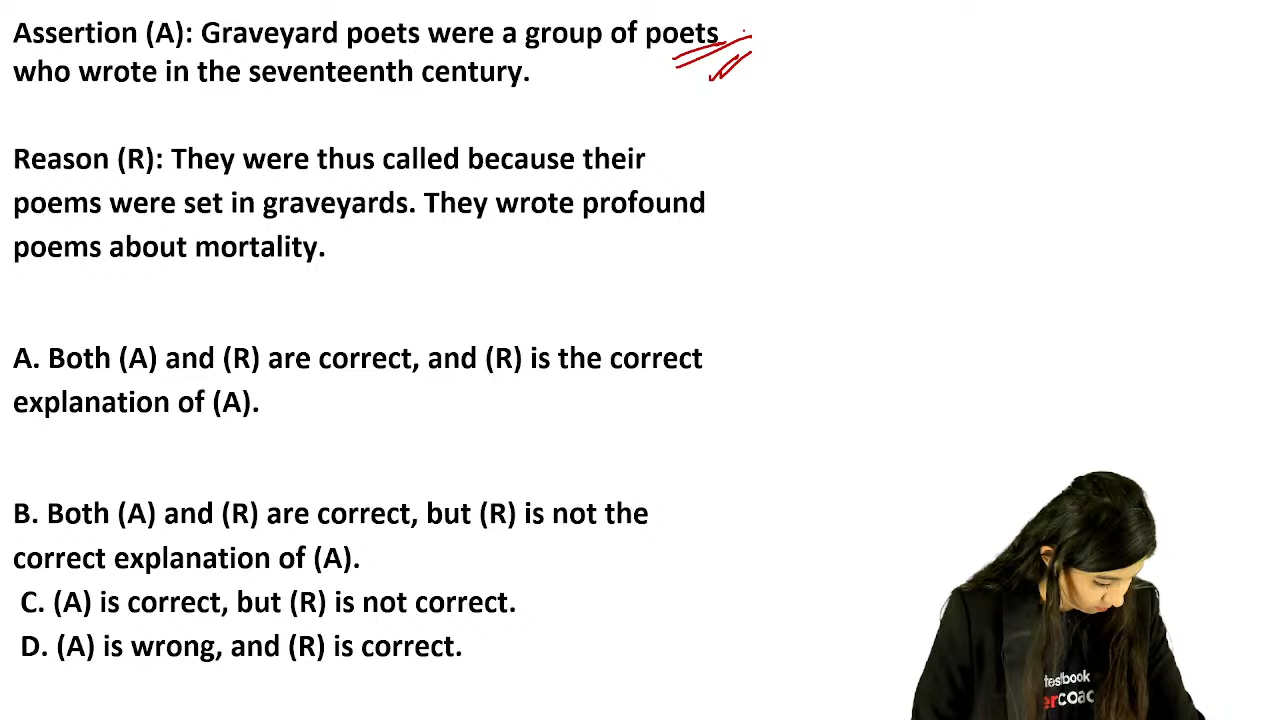 Assertion (A): Graveyard poets were a group of poets
who wrote in the seventeenth century.
Reason (R): They were thus called because their
poems were set in graveyards. They wrote profound
poems about mortality.
A. Both (A) and (R) are correct, and (R) is the correct
explanation of (A).
B. Both (A) and (R) are correct, but (R) is not the
correct explanation of (A).
C. (A) is correct, but (R) is not correct.
D. (A) is wrong, and (R) is correct.
testbook
ercoac